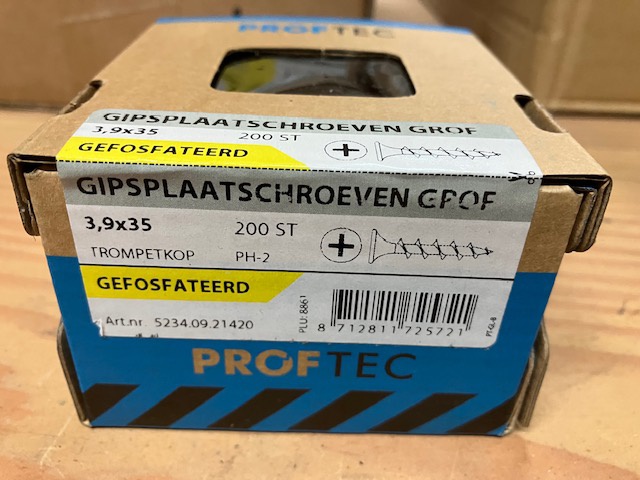 PROFTEC
GIPSPLAATSCHROEVEN GROF
3,9x35 200 ST
GEFOSFATEERD
GIPSPLAATSCHROEVEN GROF
3,9x35 200 ST
TROMPETKOP PH-2
GEFOSFATEERD
Art.nr. 5234.09.21420
PLU: 8861
8 712811 725721
PROFTEC